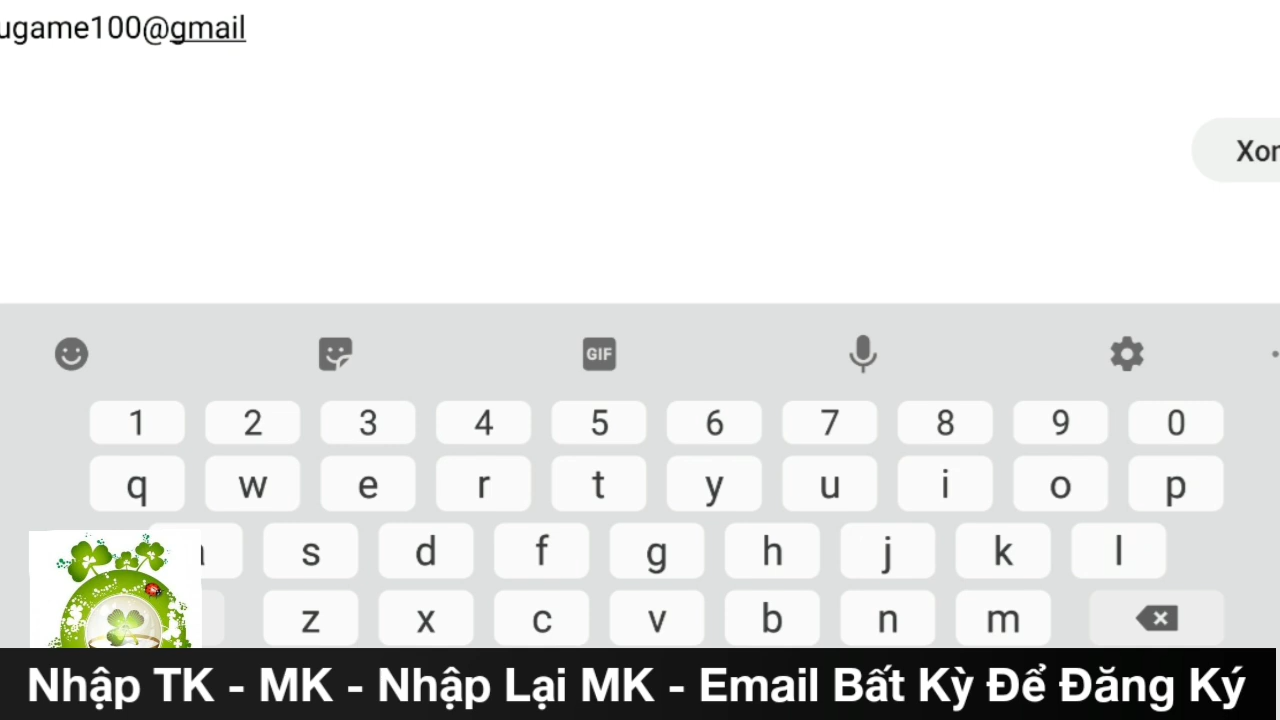 ugame100@gmail
Xon
GIF
1 2 3 4 5 6 7 8 9 0
q w e r t y u i o p
s d f g h j k l
z x c v b n m
Nhập TK - MK - Nhập Lại MK - Email Bất Kỳ Để Đăng Ký